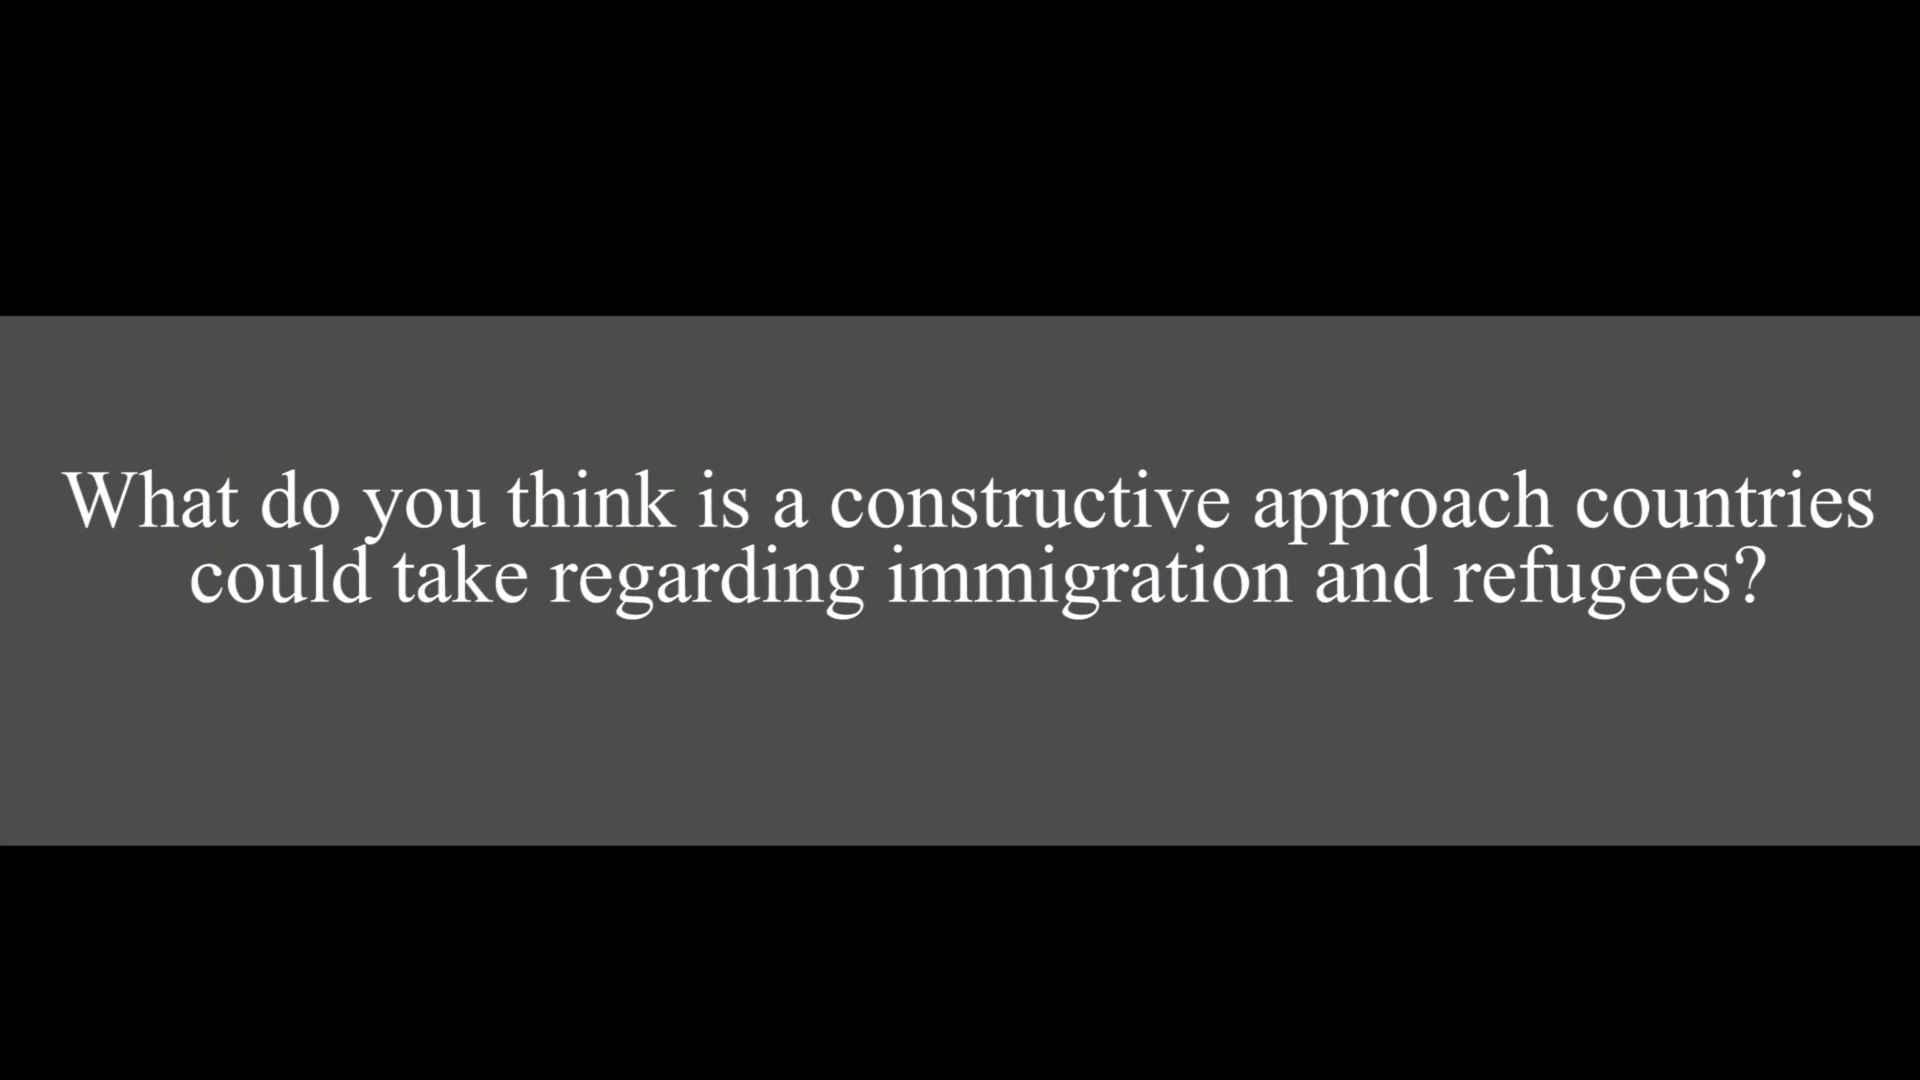 What do you think is a constructive approach countries
could take regarding immigration and refugees?